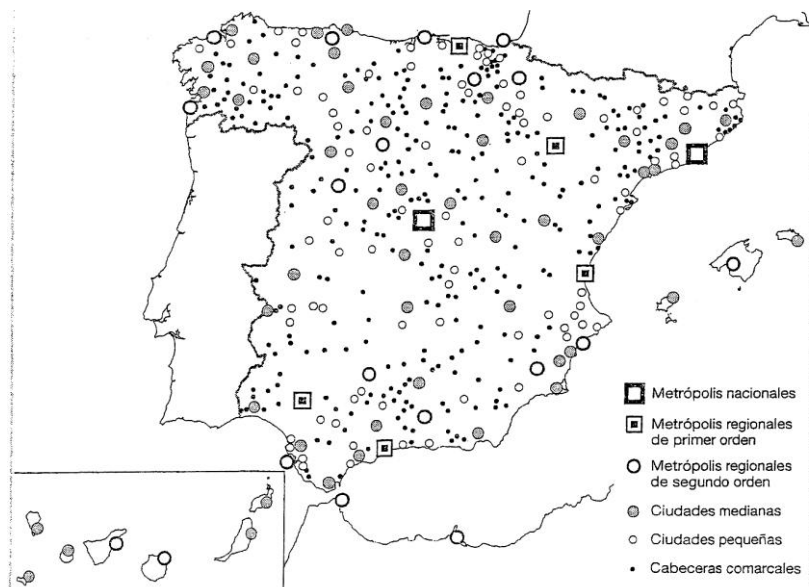 Metrópolis nacionales
Metrópolis regionales
de primer orden
Metrópolis regionales
de segundo orden
Ciudades medianas
Ciudades pequeñas
Cabeceras comarcales